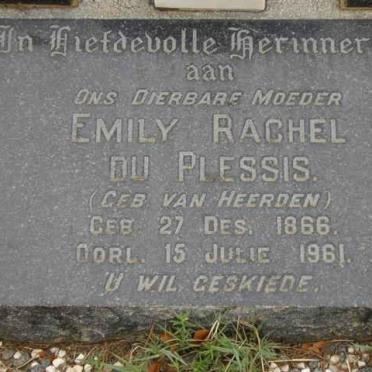 In Liefdevolle Herinner
aan
Ons Dierbare Moeder
Emily Rachel
du Plessis.
(Geb. van Heerden)
Geb. 27 Des. 1866.
Oorl. 15 Julie 1961.
U wil geskiede.